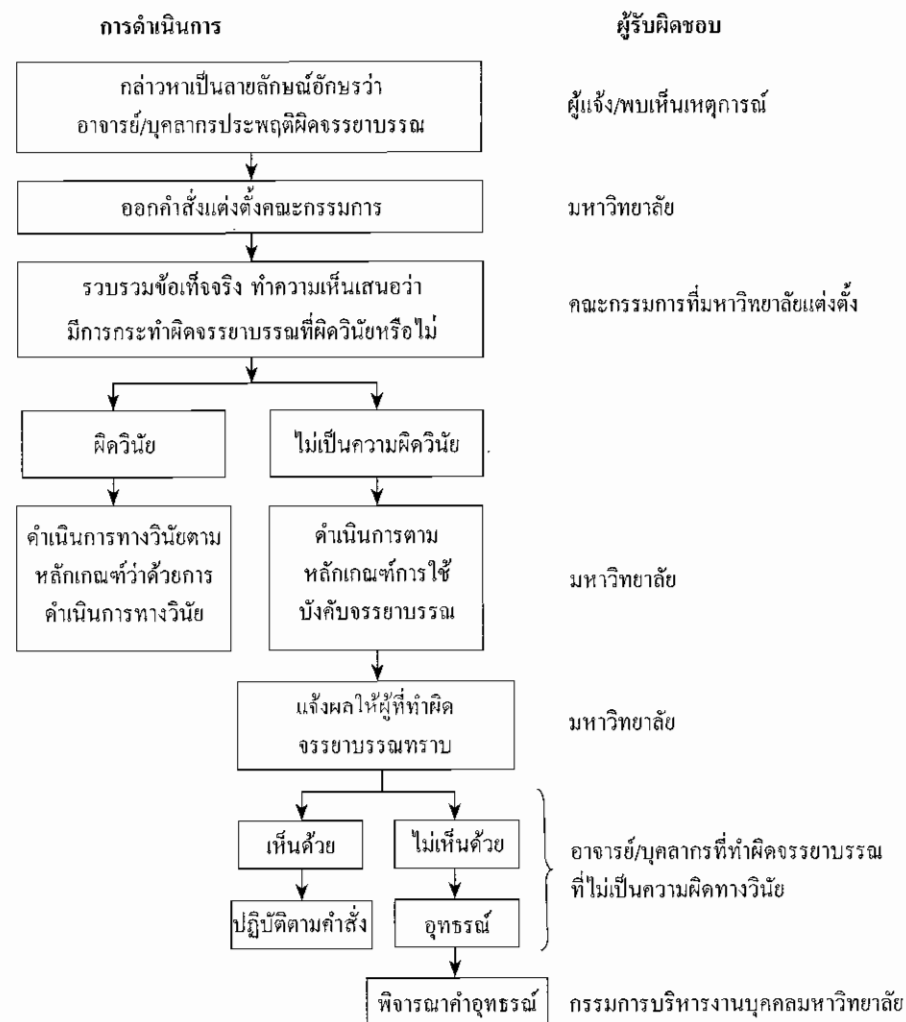 การดำเนินการ
ผู้รับผิดชอบ
กล่าวหาเป็นลายลักษณ์อักษรว่า
อาจารย์/บุคลากรประพฤติผิดจรรยาบรรณ
ผู้แจ้ง/พบเห็นเหตุการณ์
ออกคำสั่งแต่งตั้งคณะกรรมการ
มหาวิทยาลัย
รวบรวมข้อเท็จจริง ทำความเห็นเสนอว่า
มีการกระทำผิดจรรยาบรรณที่ผิดวินัยหรือไม่
คณะกรรมการที่มหาวิทยาลัยแต่งตั้ง
ผิดวินัย
ไม่เป็นความผิดวินัย
ดำเนินการทางวินัยตาม
หลักเกณฑ์ว่าด้วยการ
ดำเนินการทางวินัย
ดำเนินการตาม
หลักเกณฑ์การใช้
บังคับจรรยาบรรณ
มหาวิทยาลัย
แจ้งผลให้ผู้ที่ทำผิด
จรรยาบรรณทราบ
มหาวิทยาลัย
เห็นด้วย
ไม่เห็นด้วย
อาจารย์/บุคลากรที่ทำผิดจรรยาบรรณ
ที่ไม่เป็นความผิดทางวินัย
ปฏิบัติตามคำสั่ง
อุทธรณ์
พิจารณาคำอุทธรณ์
กรรมการบริหารงานบุคคลมหาวิทยาลัย